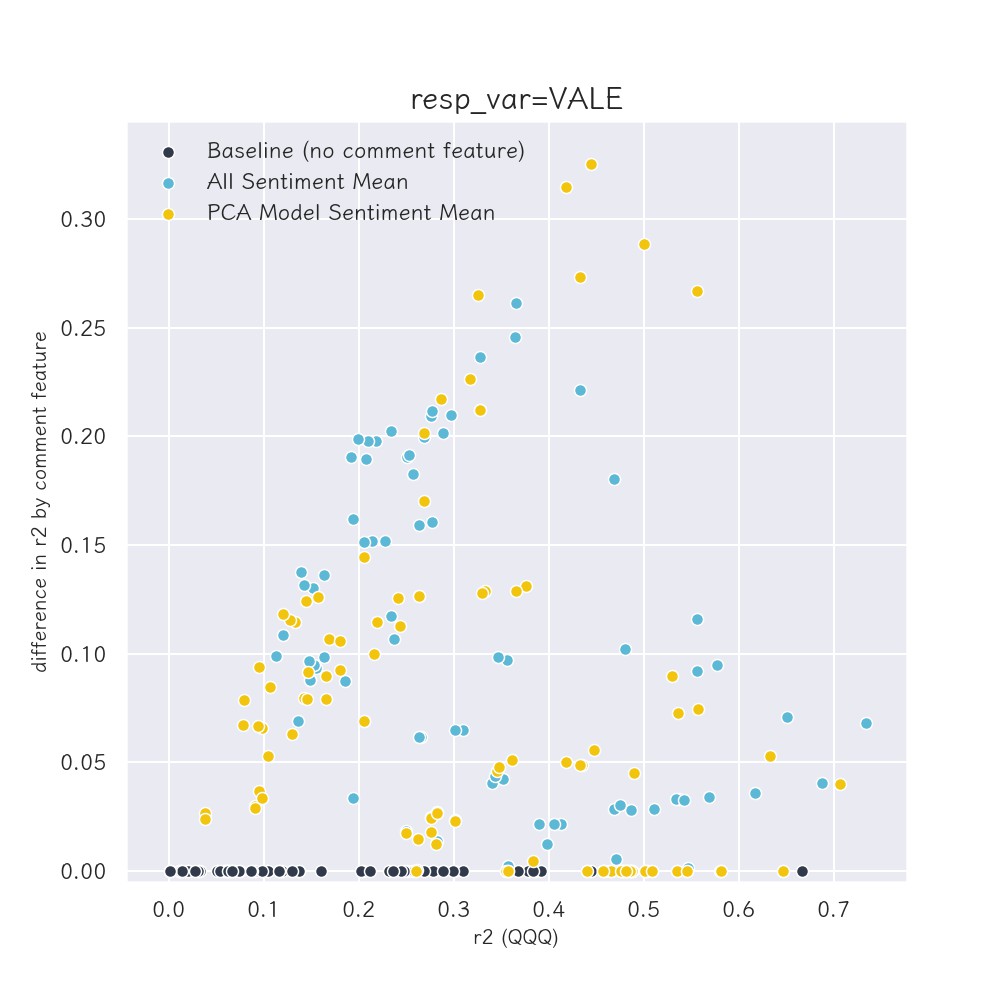 resp_var=VALE
Baseline (no comment feature)
All Sentiment Mean
PCA Model Sentiment Mean
difference in r2 by comment feature
0.30
0.25
0.20
0.15
0.10
0.05
0.00
0.0 0.1 0.2 0.3 0.4 0.5 0.6 0.7
r2 (QQQ)